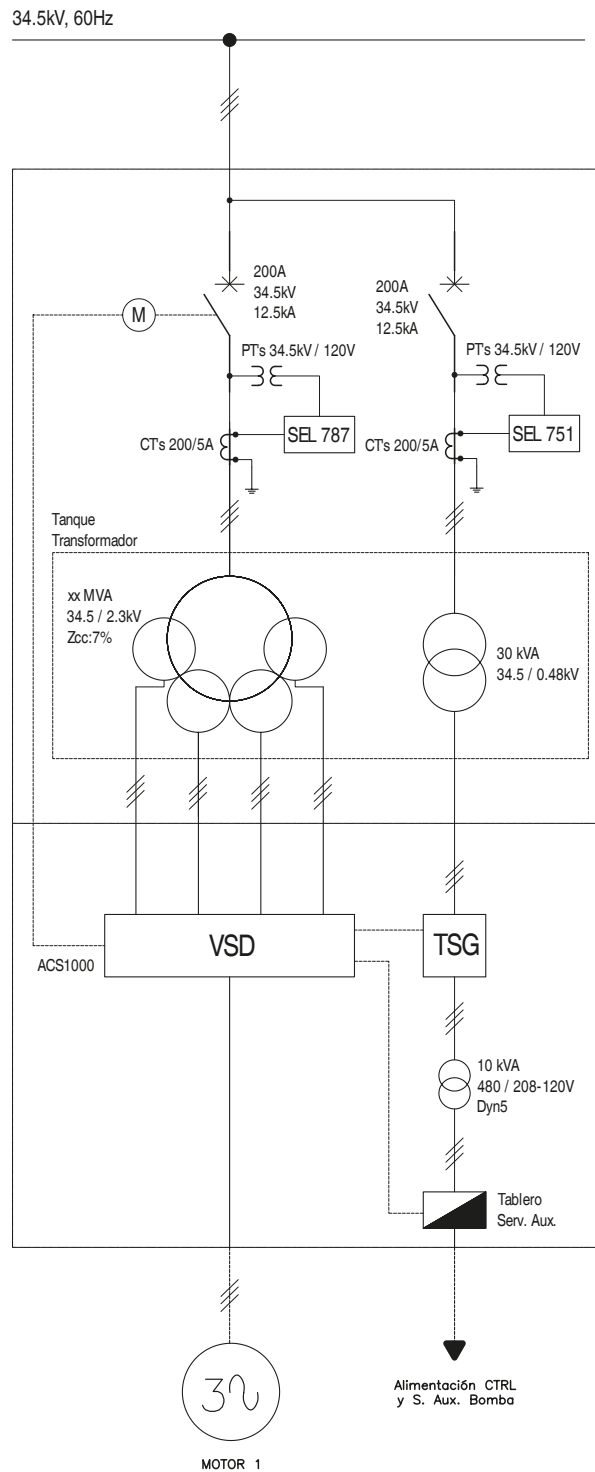 34.5kV, 60Hz
200A
34.5kV
12.5kA
200A
34.5kV
12.5kA
M
PT's 34.5kV / 120V
PT's 34.5kV / 120V
SEL 787
SEL 751
CT's 200/5A
CT's 200/5A
Tanque
Transformador
xx MVA
34.5 / 2.3kV
Zcc:7%
30 kVA
34.5 / 0.48kV
VSD
TSG
ACS1000
10 kVA
480 / 208-120V
Dyn5
Tablero
Serv. Aux.
3
Alimentación CTRL
y S. Aux. Bomba
MOTOR 1